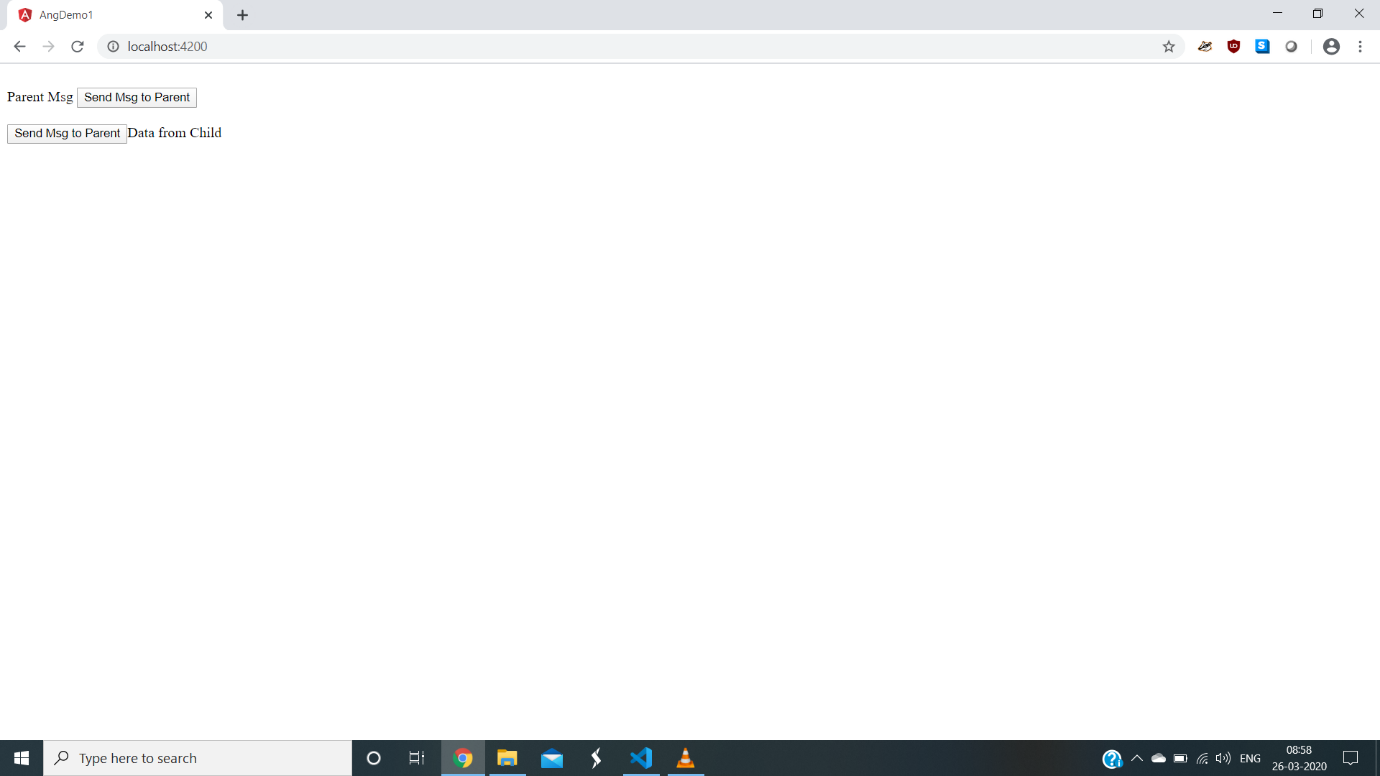 AngDemo1
localhost:4200
Parent Msg Send Msg to Parent
Send Msg to Parent Data from Child
Type here to search
ENG
08:58
26-03-2020